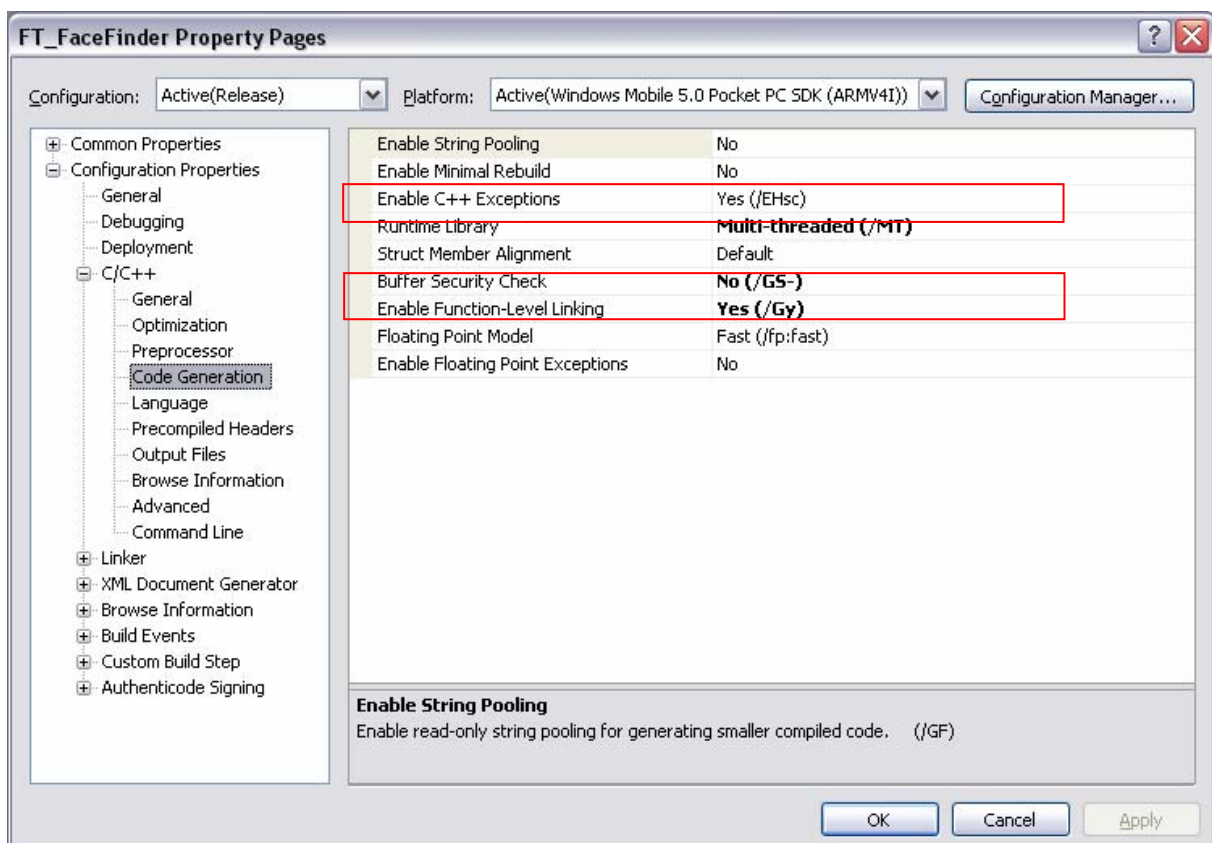 FT_FaceFinder Property Pages
Configuration: Active(Release) Platform: Active(Windows Mobile 5.0 Pocket PC SDK (ARMV4I)) Configuration Manager...
Common Properties
Configuration Properties
General
Debugging
Deployment
C/C++
General
Optimization
Preprocessor
Code Generation
Language
Precompiled Headers
Output Files
Browse Information
Advanced
Command Line
Linker
XML Document Generator
Browse Information
Build Events
Custom Build Step
Authenticode Signing
Enable String Pooling No
Enable Minimal Rebuild No
Enable C++ Exceptions Yes (/EHsc)
Runtime Library Multi-threaded (/MT)
Struct Member Alignment Default
Buffer Security Check No (/GS-)
Enable Function-Level Linking Yes (/Gy)
Floating Point Model Fast (/fp:fast)
Enable Floating Point Exceptions No
Enable String Pooling
Enable read-only string pooling for generating smaller compiled code. (/GF)
OK Cancel Apply